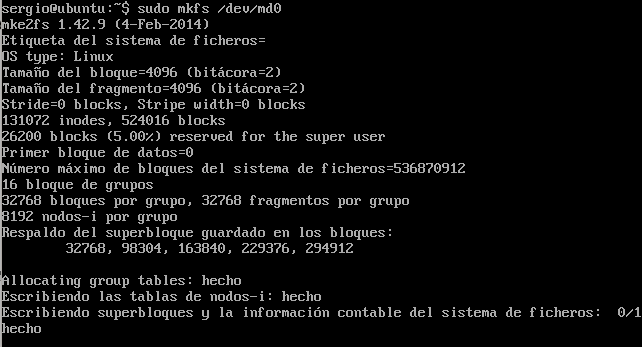 sergio@ubuntu:~$ sudo mkfs /dev/md0
mke2fs 1.42.9 (4-Feb-2014)
Etiqueta del sistema de ficheros=
OS type: Linux
Tamaño del bloque=4096 (bitácora=2)
Tamaño del fragmento=4096 (bitácora=2)
Stride=0 blocks, Stripe width=0 blocks
131072 inodes, 524016 blocks
26200 blocks (5.00%) reserved for the super user
Primer bloque de datos=0
Número máximo de bloques del sistema de ficheros=536870912
16 bloque de grupos
32768 bloques por grupo, 32768 fragmentos por grupo
8192 nodos-i por grupo
Respaldo del superbloque guardado en los bloques:
32768, 98304, 163840, 229376, 294912
Allocating group tables: hecho
Escribiendo las tablas de nodos-i: hecho
Escribiendo superbloques y la información contable del sistema de ficheros:  0/1
hecho